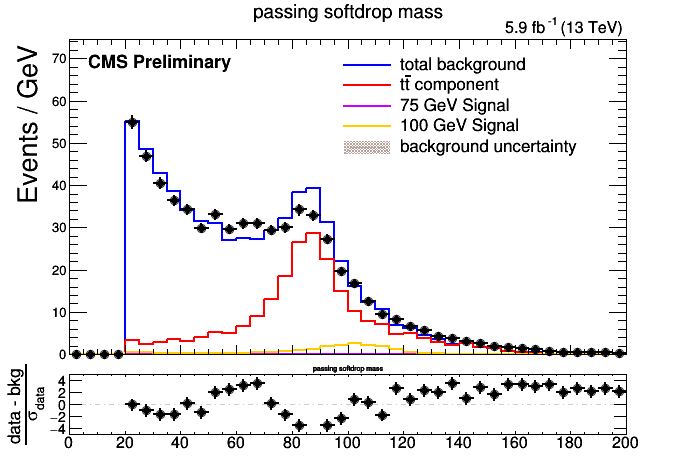 passing softdrop mass
5.9 fb⁻¹ (13 TeV)
CMS Preliminary
total background
tt̄ component
75 GeV Signal
100 GeV Signal
background uncertainty
Events / GeV
70
60
50
40
30
20
10
0
passing softdrop mass
data - bkg
σdata
4
2
0
−2
−4
0 20 40 60 80 100 120 140 160 180 200